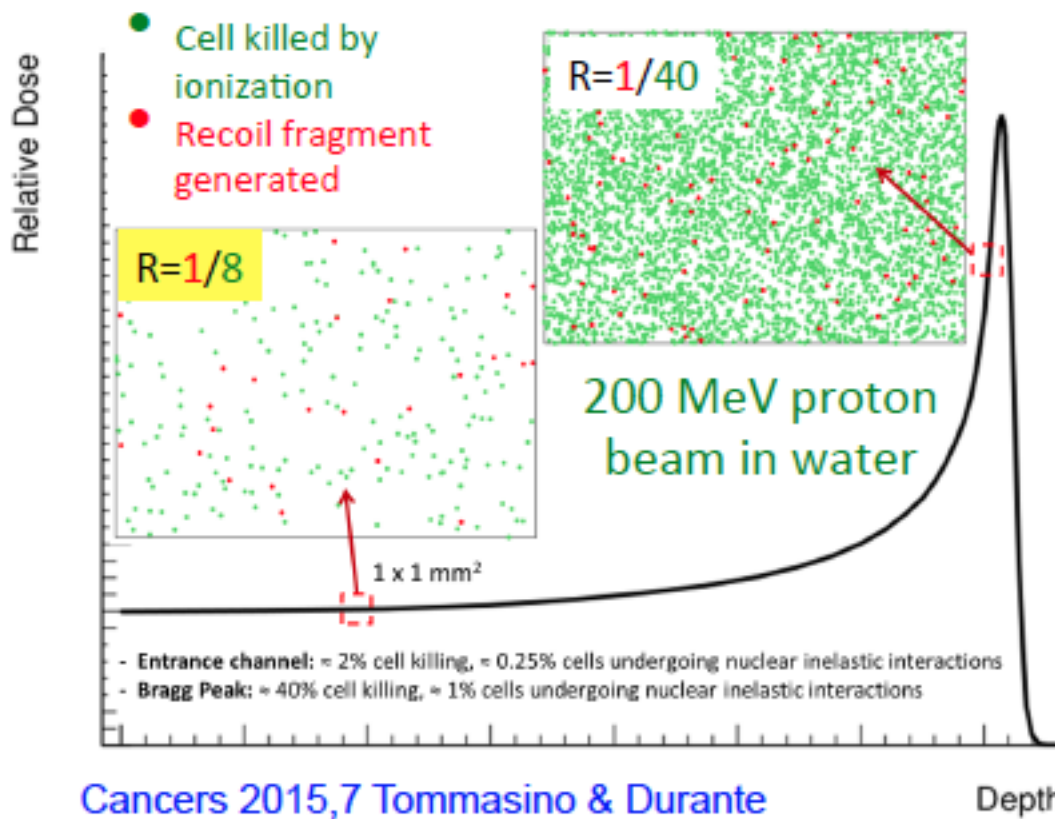 Relative Dose
Cell killed by
ionization
Recoil fragment
generated
R=1/8
R=1/40
200 MeV proton
beam in water
1 x 1 mm²
- Entrance channel: ≈ 2% cell killing, ≈ 0.25% cells undergoing nuclear inelastic interactions
- Bragg Peak: ≈ 40% cell killing, ≈ 1% cells undergoing nuclear inelastic interactions
Cancers 2015,7 Tommasino & Durante
Depth